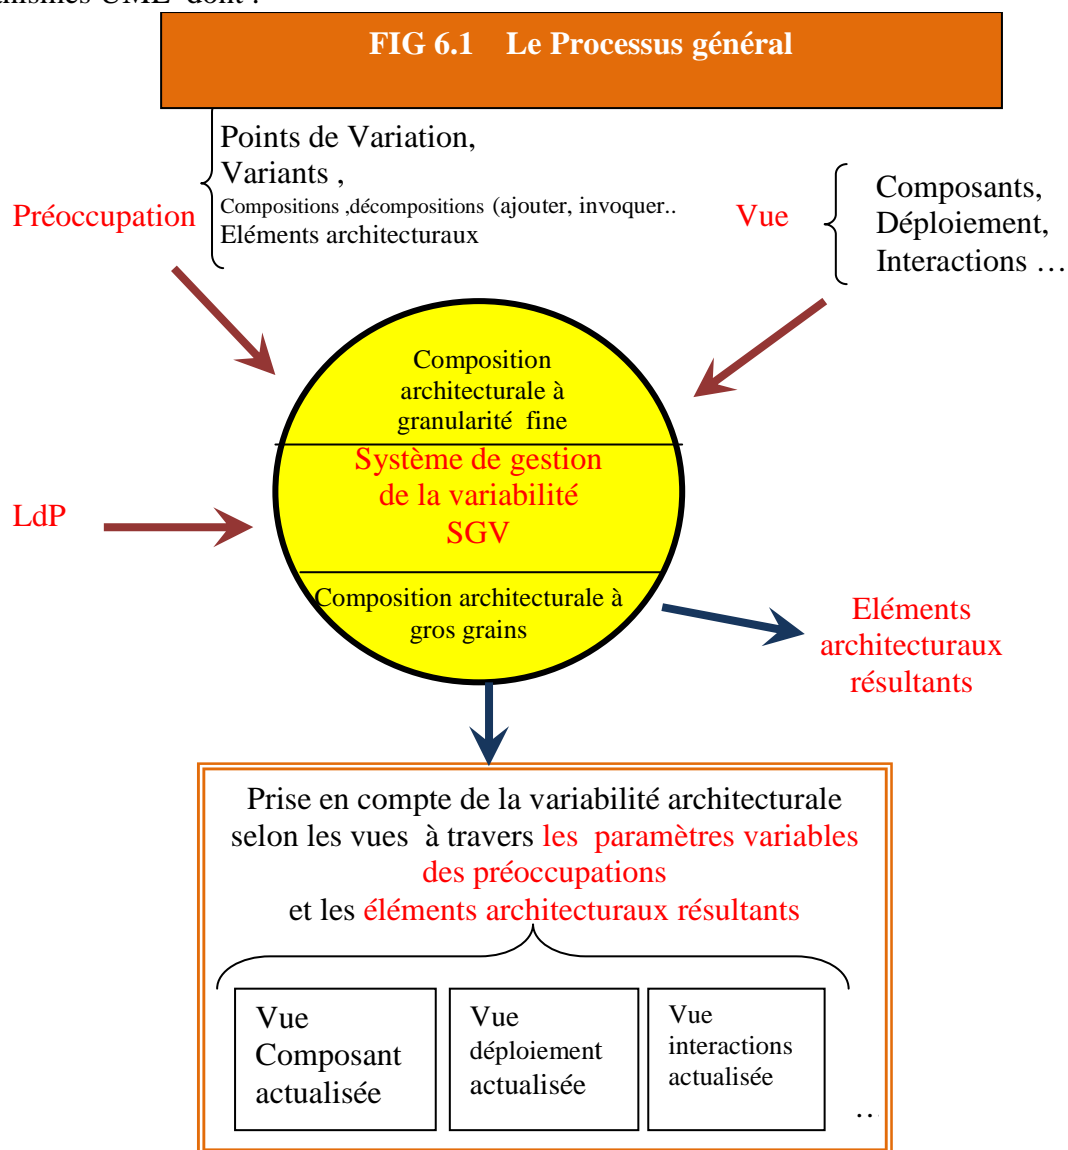 UML dont :
FIG 6.1 Le Processus général
Points de Variation,
Variants ,
Compositions ,décompositions (ajouter, invoquer..
Eléments architecturaux
Préoccupation
Vue
Composants,
Déploiement,
Interactions …
Composition
architecturale à
granularité fine
Système de gestion
de la variabilité
SGV
LdP
Composition architecturale à
gros grains
Eléments
architecturaux
résultants
Prise en compte de la variabilité architecturale
selon les vues à travers les paramètres variables
des préoccupations
et les éléments architecturaux résultants
Vue
Composant
actualisée
Vue
déploiement
actualisée
Vue
interactions
actualisée
…